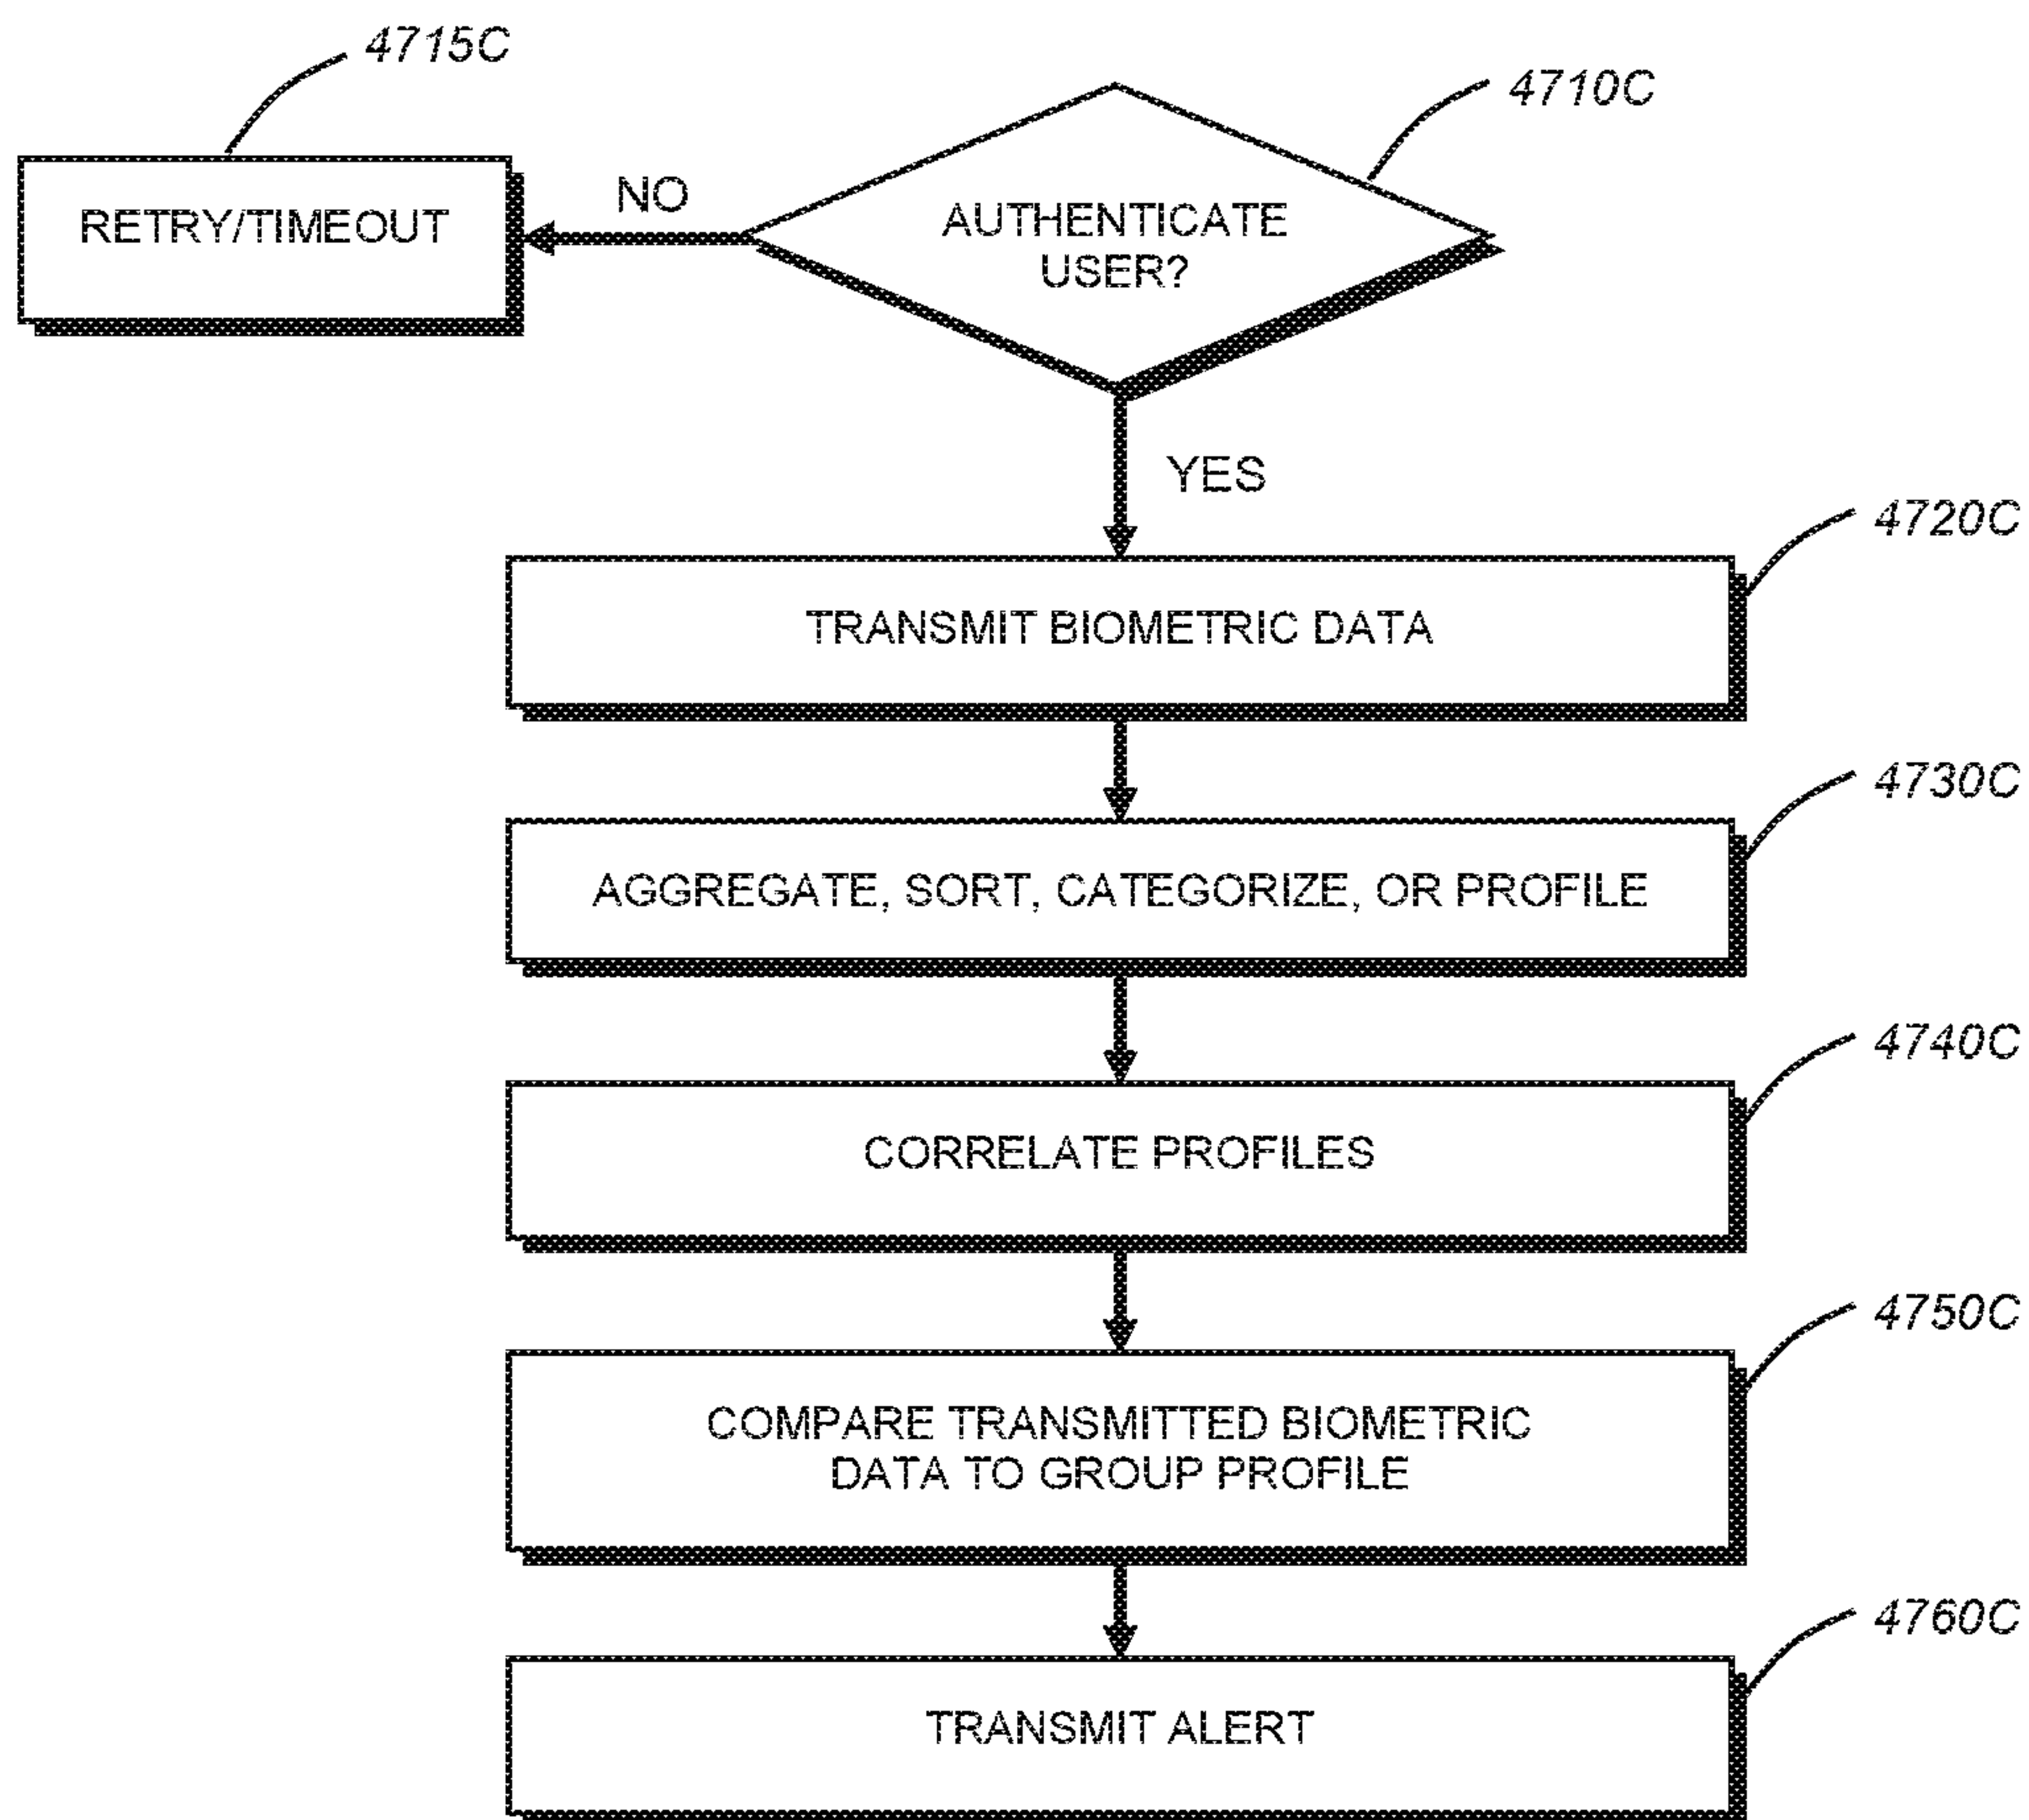 4715C
4710C
RETRY/TIMEOUT
NO
AUTHENTICATE
USER?
YES
4720C
TRANSMIT BIOMETRIC DATA
4730C
AGGREGATE, SORT, CATEGORIZE, OR PROFILE
4740C
CORRELATE PROFILES
4750C
COMPARE TRANSMITTED BIOMETRIC
DATA TO GROUP PROFILE
4760C
TRANSMIT ALERT